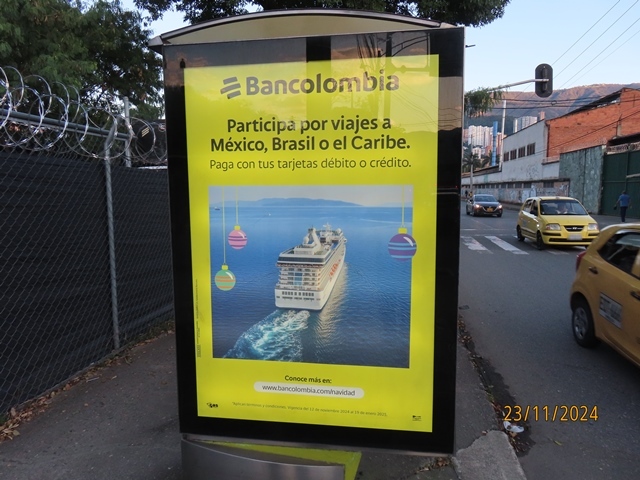 Bancolombia
Participa por viajes a
México, Brasil o el Caribe.
Paga con tus tarjetas débito o crédito.
Conoce más en:
www.bancolombia.com/navidad
23/11/2024